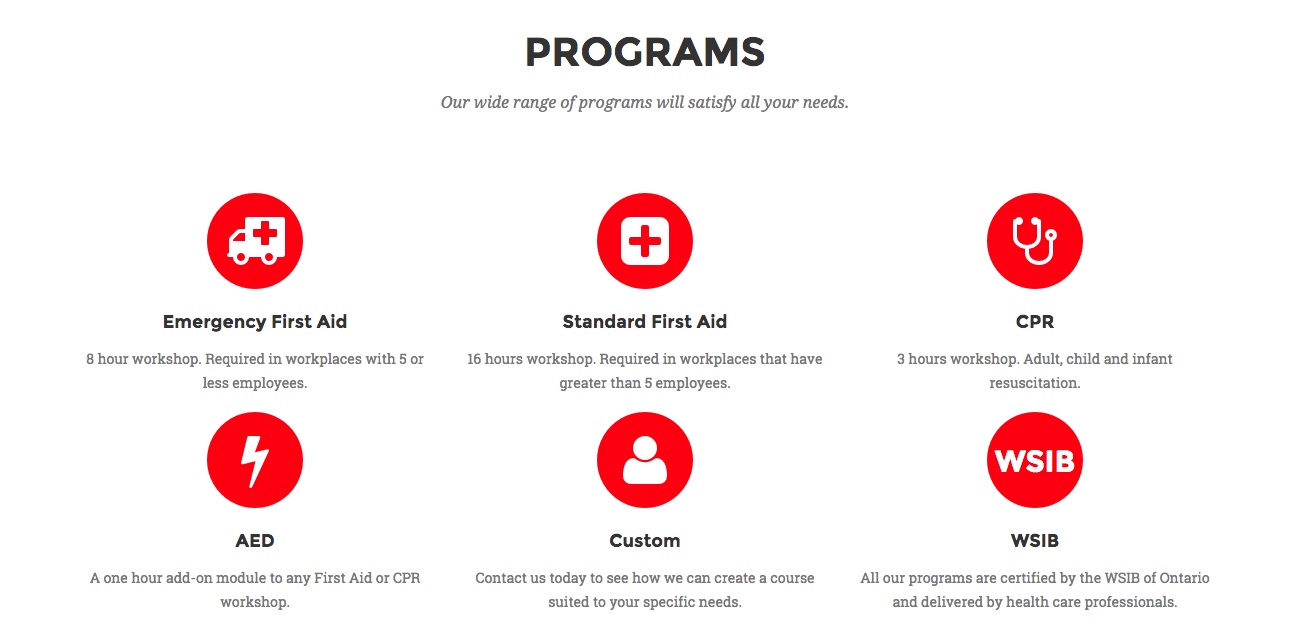 PROGRAMS
Our wide range of programs will satisfy all your needs.
Emergency First Aid
8 hour workshop. Required in workplaces with 5 or
less employees.
Standard First Aid
16 hours workshop. Required in workplaces that have
greater than 5 employees.
CPR
3 hours workshop. Adult, child and infant
resuscitation.
AED
A one hour add-on module to any First Aid or CPR
workshop.
Custom
Contact us today to see how we can create a course
suited to your specific needs.
WSIB
WSIB
All our programs are certified by the WSIB of Ontario
and delivered by health care professionals.